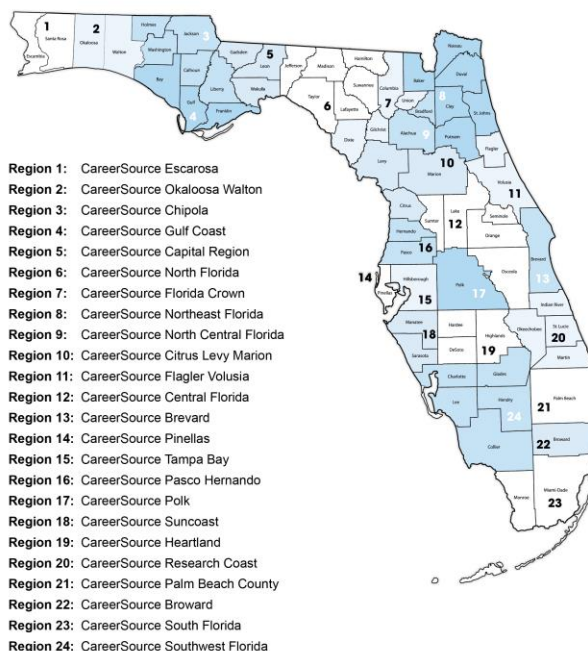 1
Santa Rosa
Escambia
2
Okaloosa
Walton
Holmes
Jackson
3
Washington
Calhoun
Bay
Liberty
Gulf
4
Franklin
Gadsden
5
Leon
Wakulla
Jefferson
Madison
Hamilton
Suwannee
Taylor
6
Lafayette
Columbia
7
Union
Bradford
Gilchrist
Dixie
Nassau
Baker
Duval
8
Clay
St. Johns
Alachua
9
Putnam
Levy
10
Marion
Flagler
Volusia
11
Citrus
Sumter
Lake
12
Seminole
Orange
Osceola
Hernando
16
Pasco
Brevard
13
14
Pinellas
Hillsborough
15
Polk
17
Indian River
Okeechobee
St Lucie
20
Martin
Manatee
18
Sarasota
Hardee
DeSoto
Highlands
19
Charlotte
Glades
Lee
Hendry
24
Collier
21
Palm Beach
22
Broward
Monroe
Miami-Dade
23
Region 1: CareerSource Escarosa
Region 2: CareerSource Okaloosa Walton
Region 3: CareerSource Chipola
Region 4: CareerSource Gulf Coast
Region 5: CareerSource Capital Region
Region 6: CareerSource North Florida
Region 7: CareerSource Florida Crown
Region 8: CareerSource Northeast Florida
Region 9: CareerSource North Central Florida
Region 10: CareerSource Citrus Levy Marion
Region 11: CareerSource Flagler Volusia
Region 12: CareerSource Central Florida
Region 13: CareerSource Brevard
Region 14: CareerSource Pinellas
Region 15: CareerSource Tampa Bay
Region 16: CareerSource Pasco Hernando
Region 17: CareerSource Polk
Region 18: CareerSource Suncoast
Region 19: CareerSource Heartland
Region 20: CareerSource Research Coast
Region 21: CareerSource Palm Beach County
Region 22: CareerSource Broward
Region 23: CareerSource South Florida
Region 24: CareerSource Southwest Florida